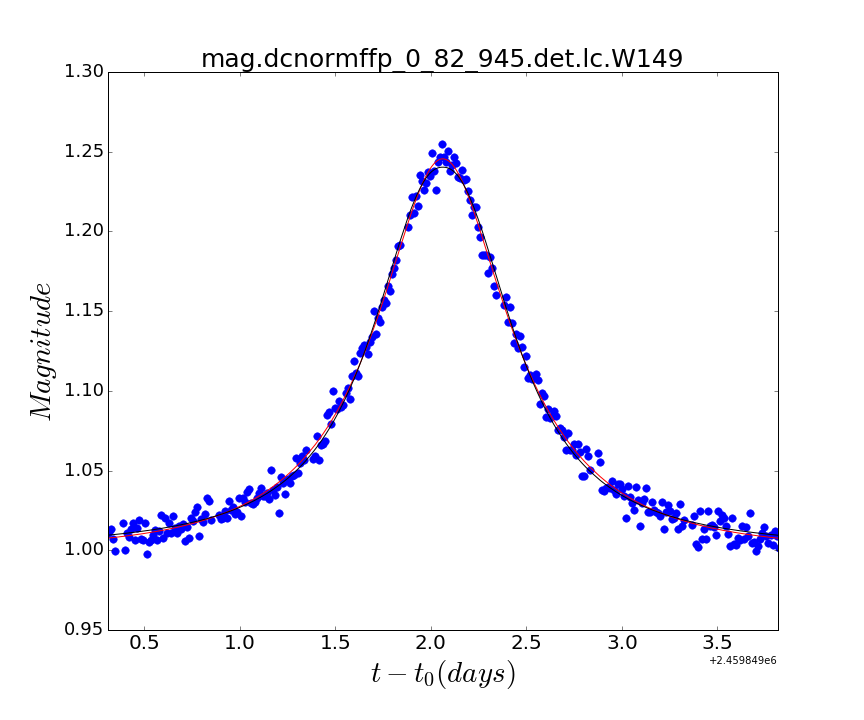 mag.dcnormffp_0_82_945.det.lc.W149
1.30
1.25
1.20
1.15
1.10
1.05
1.00
0.95
Magnitude
0.5 1.0 1.5 2.0 2.5 3.0 3.5
+2.459849e6
t − t₀(days)